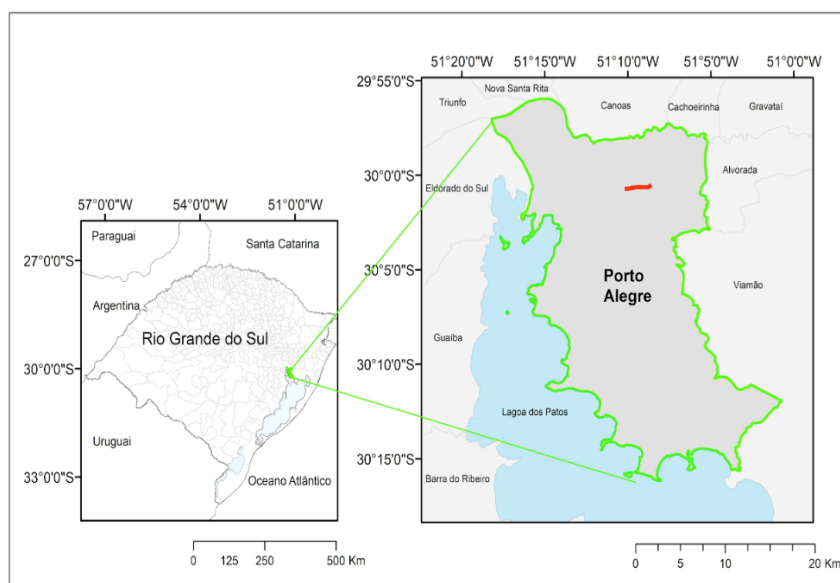 57°0'0"W 54°0'0"W 51°0'0"W
Paraguai
Santa Catarina
27°0'0"S
Argentina
Rio Grande do Sul
30°0'0"S
Uruguai
33°0'0"S
Oceano Atlântico
0 125 250 500 Km
51°20'0"W 51°15'0"W 51°10'0"W 51°5'0"W 51°0'0"W
29°55'0"S
Nova Santa Rita
Triunfo
Canoas
Cachoeirinha
Gravataí
Alvorada
30°0'0"S
Eldorado do Sul
Porto
Alegre
30°5'0"S
Viamão
Guaíba
30°10'0"S
Lagoa dos Patos
30°15'0"S
Barra do Ribeiro
0 5 10 20 Km